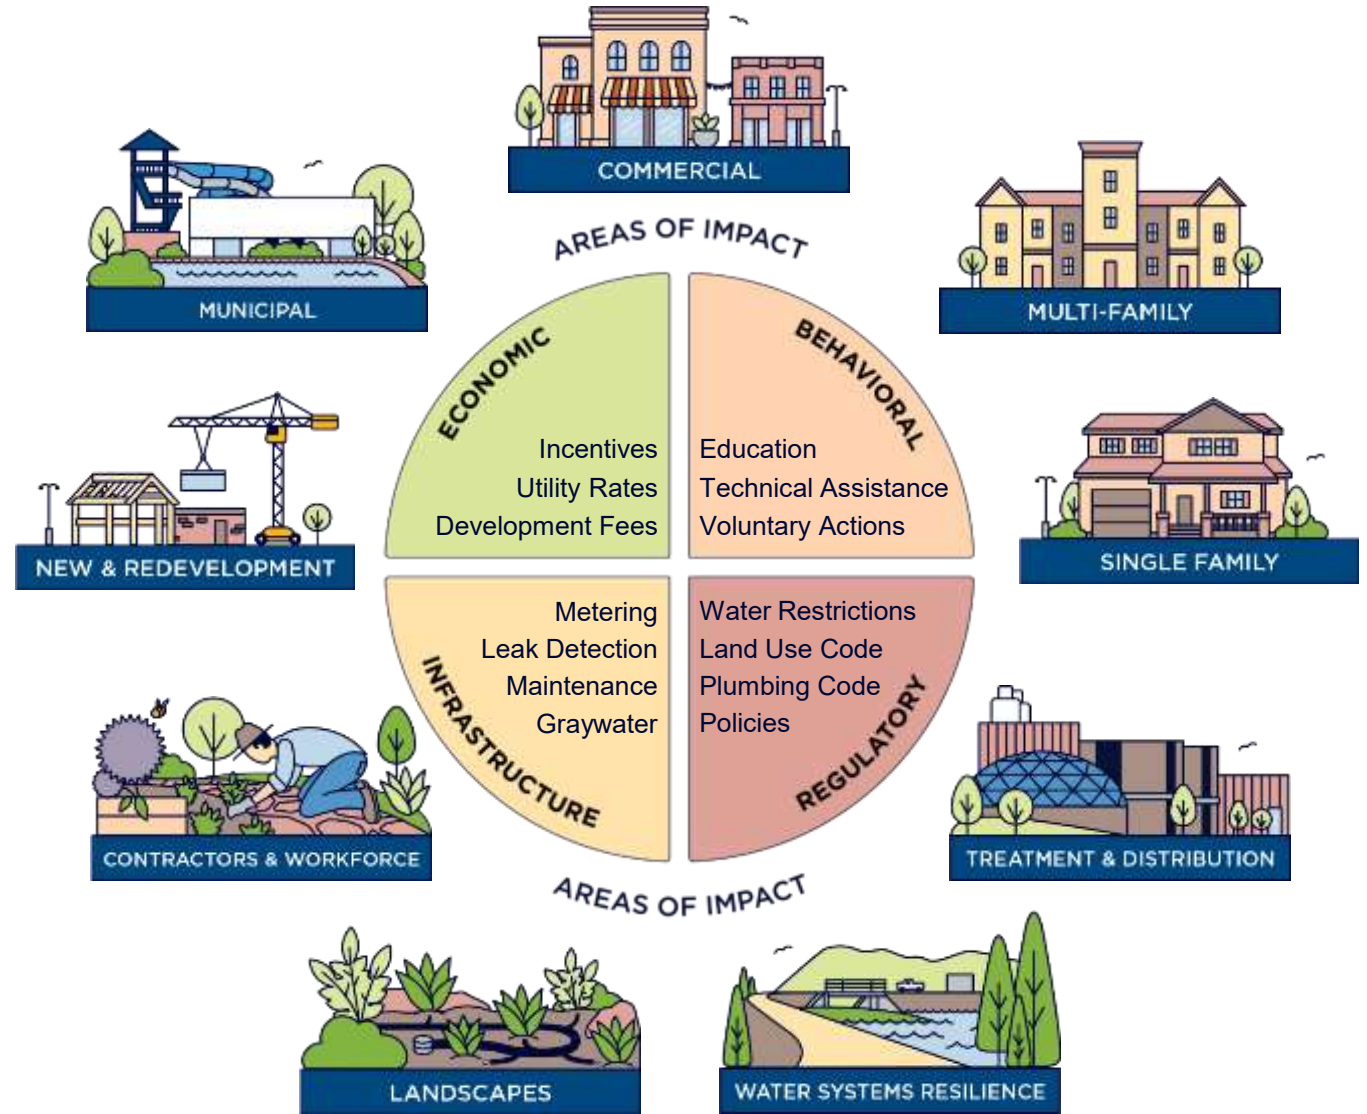 COMMERCIAL
MUNICIPAL
MULTI-FAMILY
AREAS OF IMPACT
ECONOMIC
Incentives
Utility Rates
Development Fees
BEHAVIORAL
Education
Technical Assistance
Voluntary Actions
NEW & REDEVELOPMENT
SINGLE FAMILY
INFRASTRUCTURE
Metering
Leak Detection
Maintenance
Graywater
Water Restrictions
Land Use Code
Plumbing Code
Policies
REGULATORY
CONTRACTORS & WORKFORCE
TREATMENT & DISTRIBUTION
AREAS OF IMPACT
LANDSCAPES
WATER SYSTEMS RESILIENCE